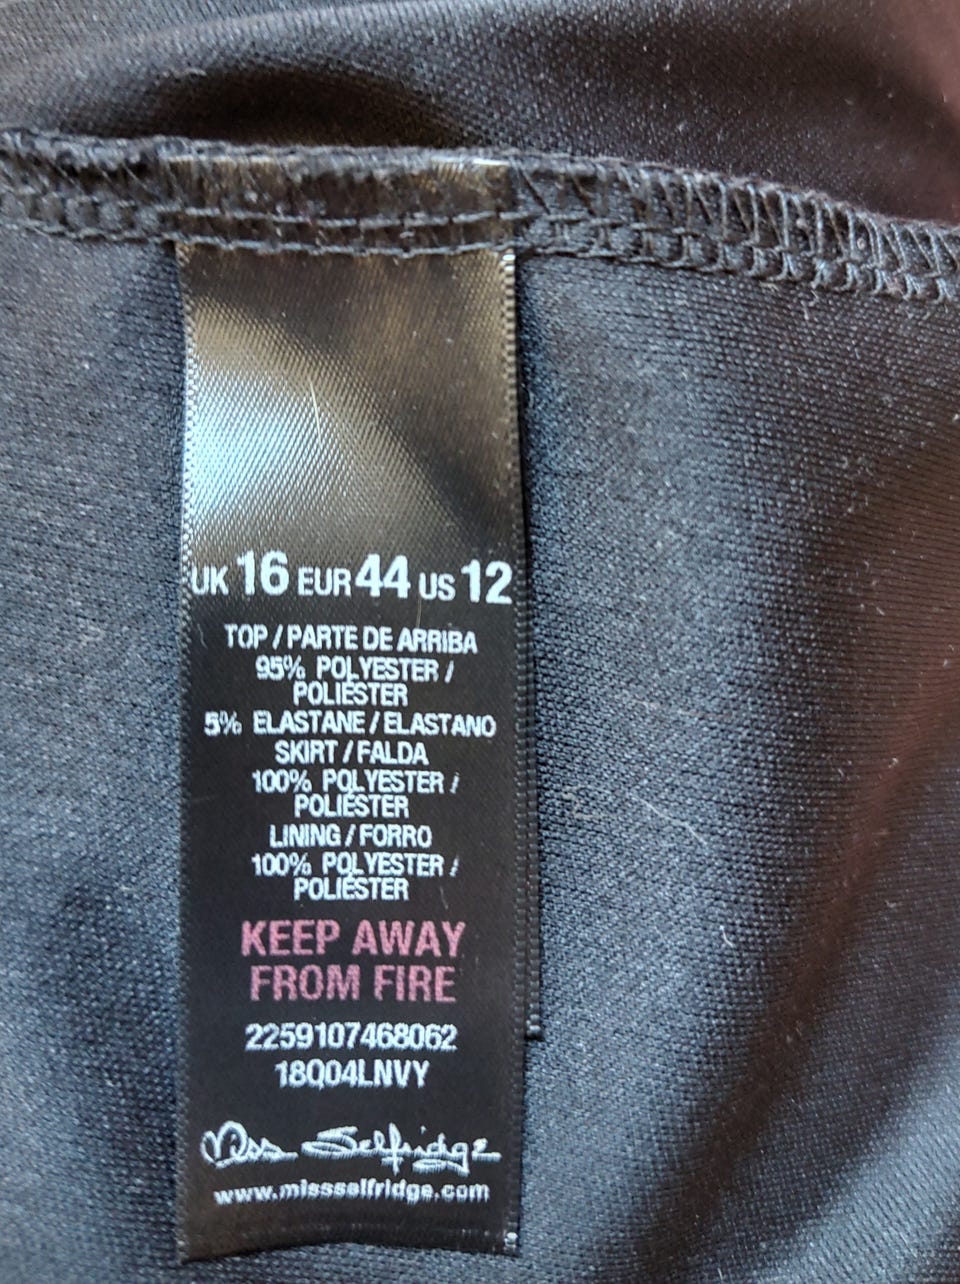 UK 16 EUR 44 US 12
TOP / PARTE DE ARRIBA
95% POLYESTER /
POLIÉSTER
5% ELASTANE / ELASTANO
SKIRT / FALDA
100% POLYESTER /
POLIÉSTER
LINING / FORRO
100% POLYESTER /
POLIÉSTER
KEEP AWAY
FROM FIRE
2259107468062
18Q04LNVY
Miss Selfridge
www.missselfridge.com